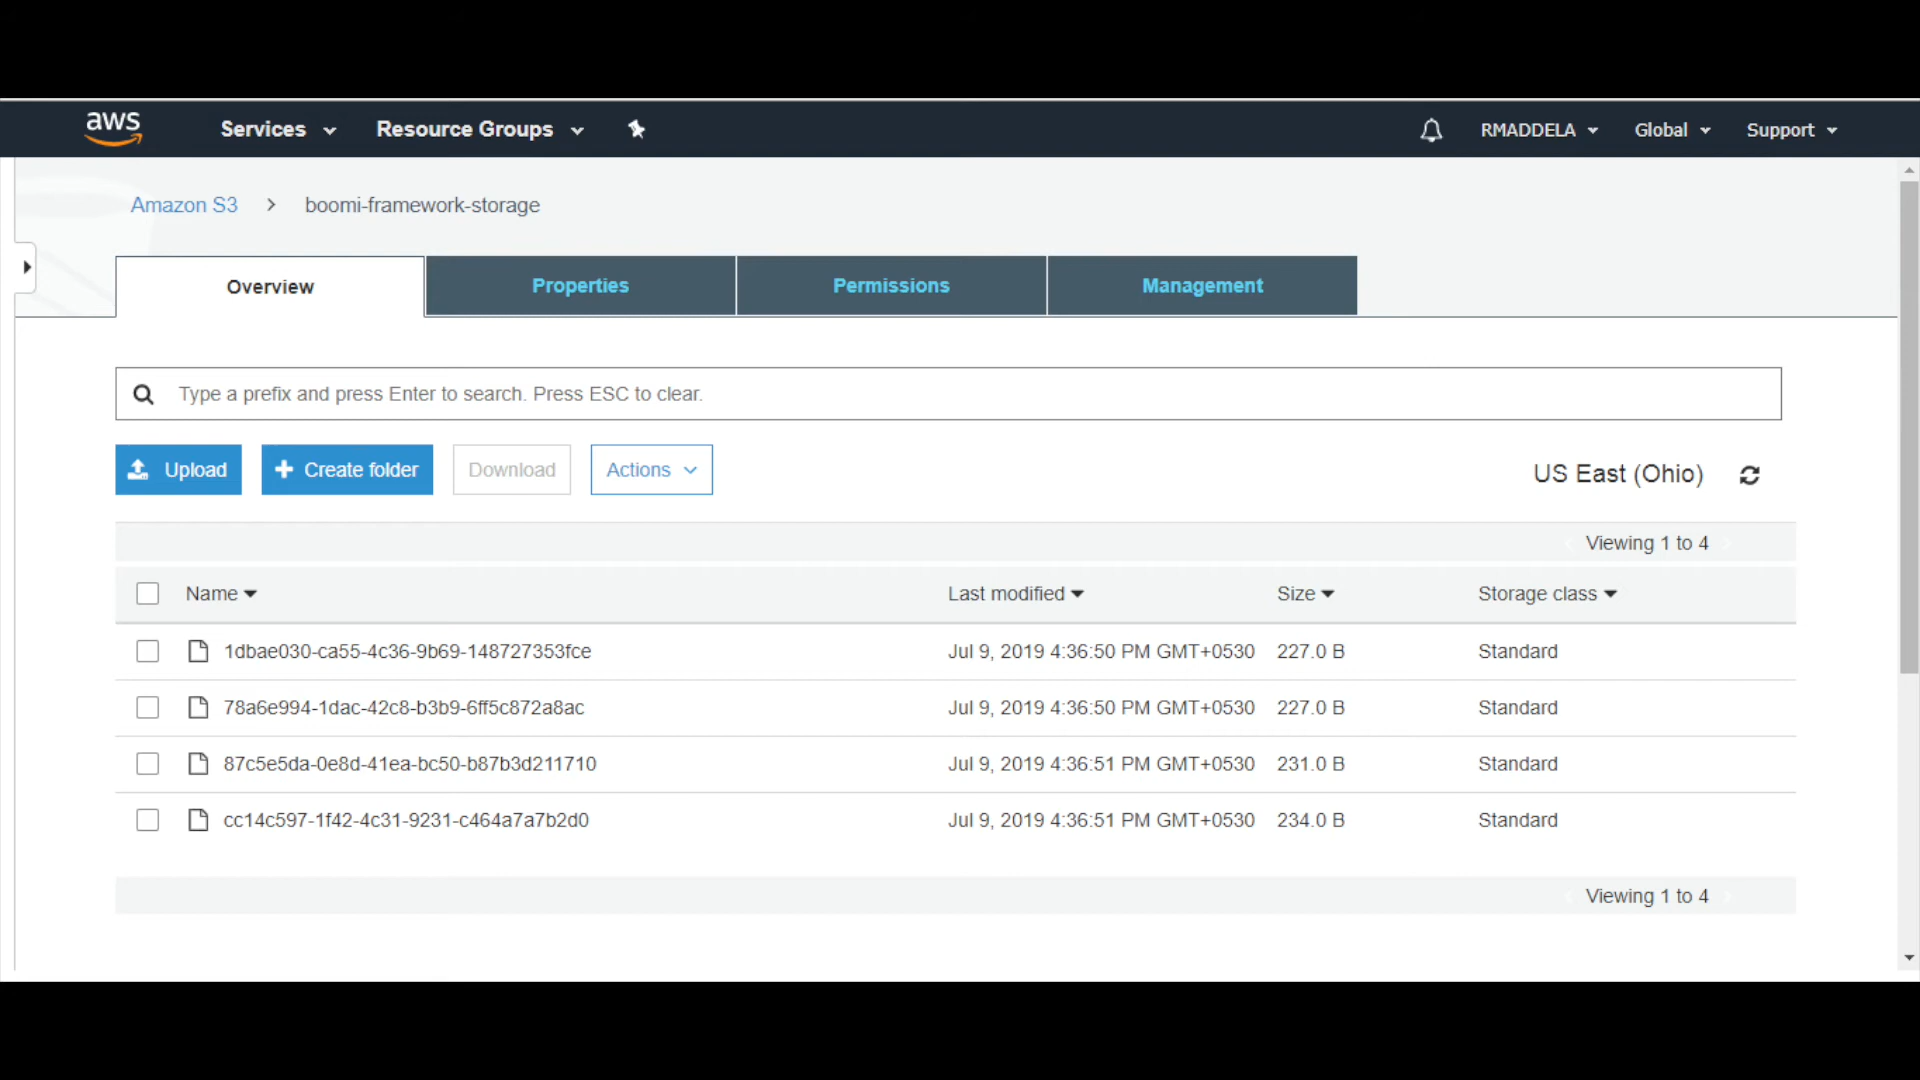 aws Services Resource Groups RMADDELA Global Support
Amazon S3 > boomi-framework-storage
Overview Properties Permissions Management
Type a prefix and press Enter to search. Press ESC to clear.
Upload Create folder Download Actions US East (Ohio)
Viewing 1 to 4
Name Last modified Size Storage class
1dbae030-ca55-4c36-9b69-148727353fce Jul 9, 2019 4:36:50 PM GMT+0530 227.0 B Standard
78a6e994-1dac-42c8-b3b9-6ff5c872a8ac Jul 9, 2019 4:36:50 PM GMT+0530 227.0 B Standard
87c5e5da-0e8d-41ea-bc50-b87b3d211710 Jul 9, 2019 4:36:51 PM GMT+0530 231.0 B Standard
cc14c597-1f42-4c31-9231-c464a7a7b2d0 Jul 9, 2019 4:36:51 PM GMT+0530 234.0 B Standard
Viewing 1 to 4